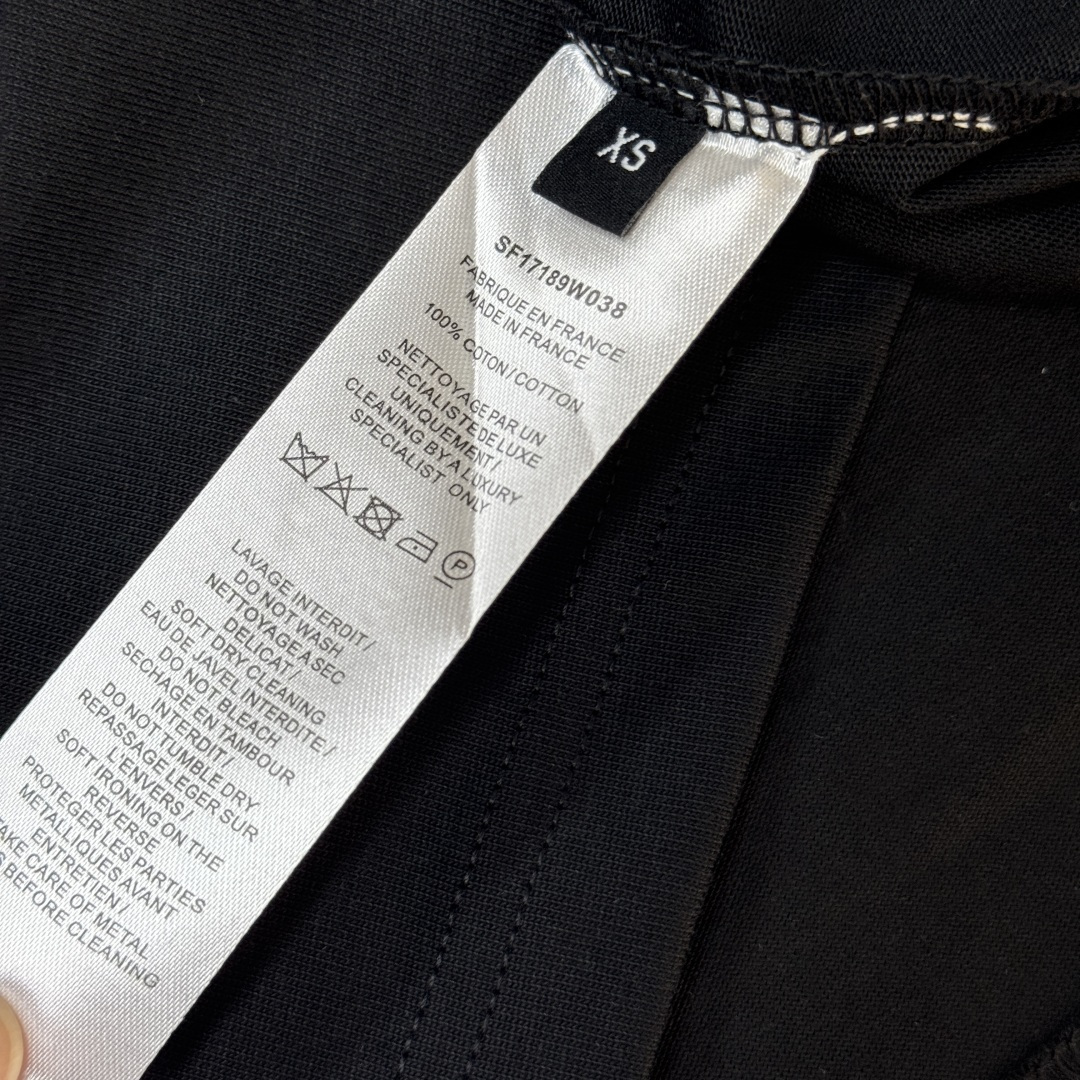 XS
SF17189W038
FABRIQUE EN FRANCE
MADE IN FRANCE
100% COTON/COTTON
NETTOYAGE PAR UN
SPECIALISTE DE LUXE
UNIQUEMENT/
CLEANING BY A LUXURY
SPECIALIST ONLY
P
LAVAGE INTERDIT/
DO NOT WASH
NETTOYAGE A SEC
DELICAT/
SOFT DRY CLEANING
EAU DE JAVEL INTERDITE/
DO NOT BLEACH
SECHAGE EN TAMBOUR
INTERDIT/
DO NOT TUMBLE DRY
REPASSAGE LEGER SUR
L'ENVERS/
SOFT IRONING ON THE
REVERSE
PROTEGER LES PARTIES
METALLIQUES AVANT
ENTRETIEN/
TAKE CARE OF METAL
BEFORE CLEANING